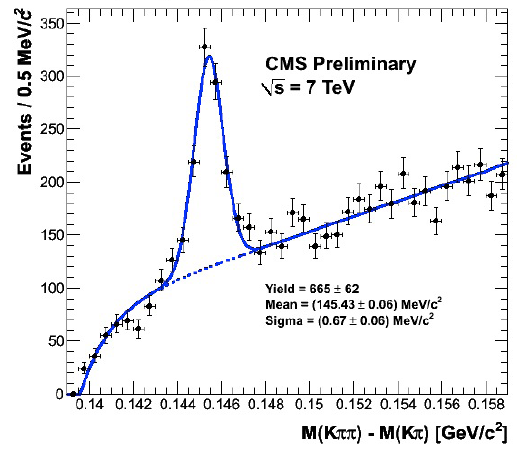 Events / 0.5 MeV/c²
350
300
250
200
150
100
50
0
CMS Preliminary
√s = 7 TeV
Yield = 665 ± 62
Mean = (145.43 ± 0.06) MeV/c²
Sigma = (0.67 ± 0.06) MeV/c²
0.14 0.142 0.144 0.146 0.148 0.15 0.152 0.154 0.156 0.158
M(Kππ) - M(Kπ) [GeV/c²]